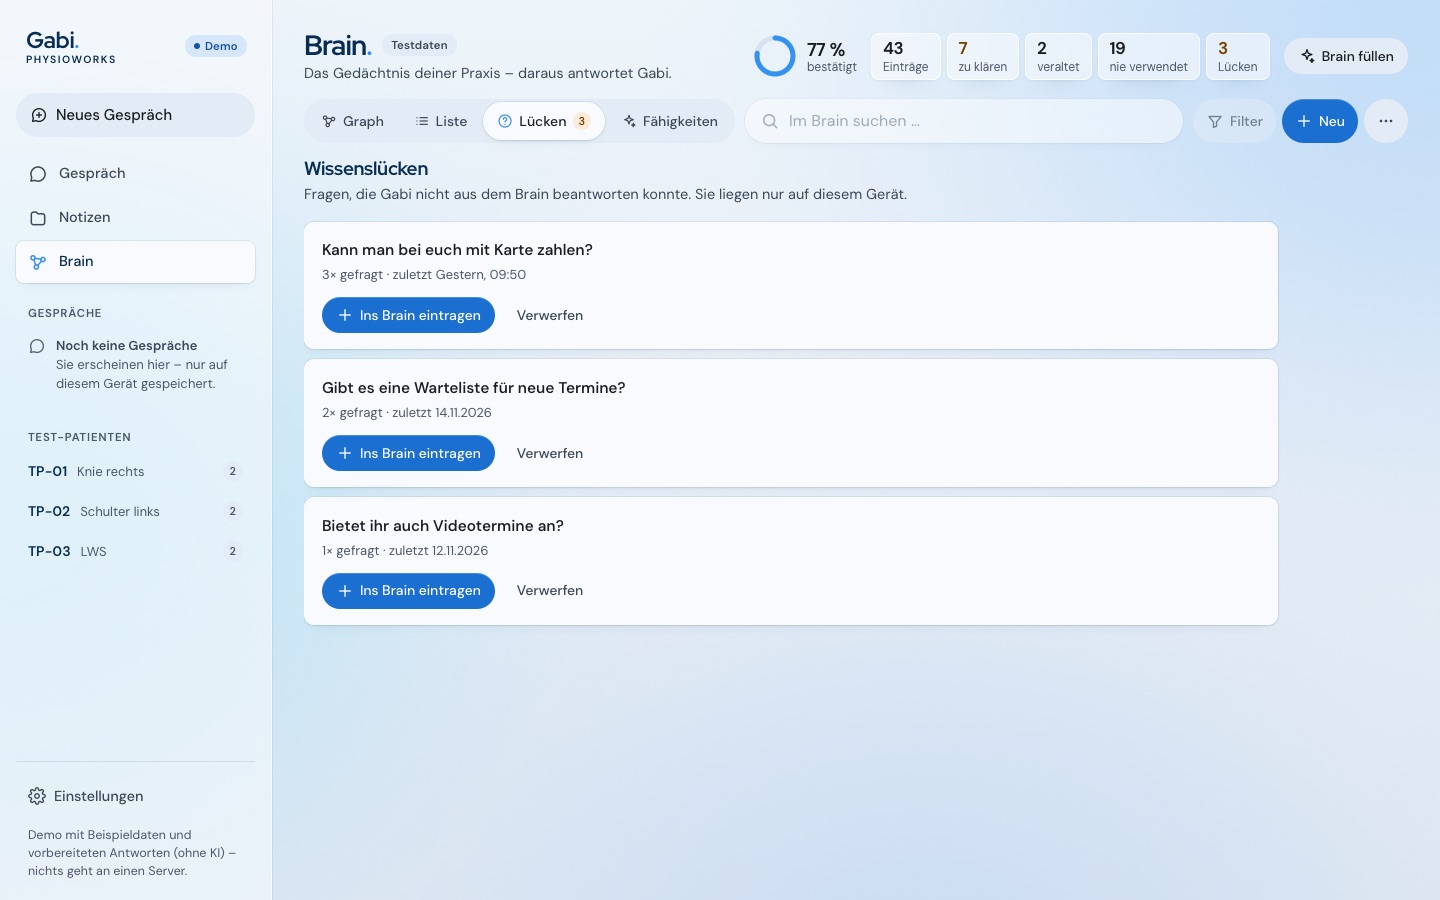 Gabi.
PHYSIOWORKS
Demo
Neues Gespräch
Gespräch
Notizen
Brain
GESPRÄCHE
Noch keine Gespräche
Sie erscheinen hier – nur auf
diesem Gerät gespeichert.
TEST-PATIENTEN
TP-01 Knie rechts 2
TP-02 Schulter links 2
TP-03 LWS 2
Einstellungen
Demo mit Beispieldaten und
vorbereiteten Antworten (ohne KI) –
nichts geht an einen Server.
Brain. Testdaten
Das Gedächtnis deiner Praxis – daraus antwortet Gabi.
77 % bestätigt
43 Einträge
7 zu klären
2 veraltet
19 nie verwendet
3 Lücken
Brain füllen
Graph Liste Lücken 3 Fähigkeiten
Im Brain suchen ...
Filter
Neu
Wissenslücken
Fragen, die Gabi nicht aus dem Brain beantworten konnte. Sie liegen nur auf diesem Gerät.
Kann man bei euch mit Karte zahlen?
3× gefragt · zuletzt Gestern, 09:50
Ins Brain eintragen Verwerfen
Gibt es eine Warteliste für neue Termine?
2× gefragt · zuletzt 14.11.2026
Ins Brain eintragen Verwerfen
Bietet ihr auch Videotermine an?
1× gefragt · zuletzt 12.11.2026
Ins Brain eintragen Verwerfen